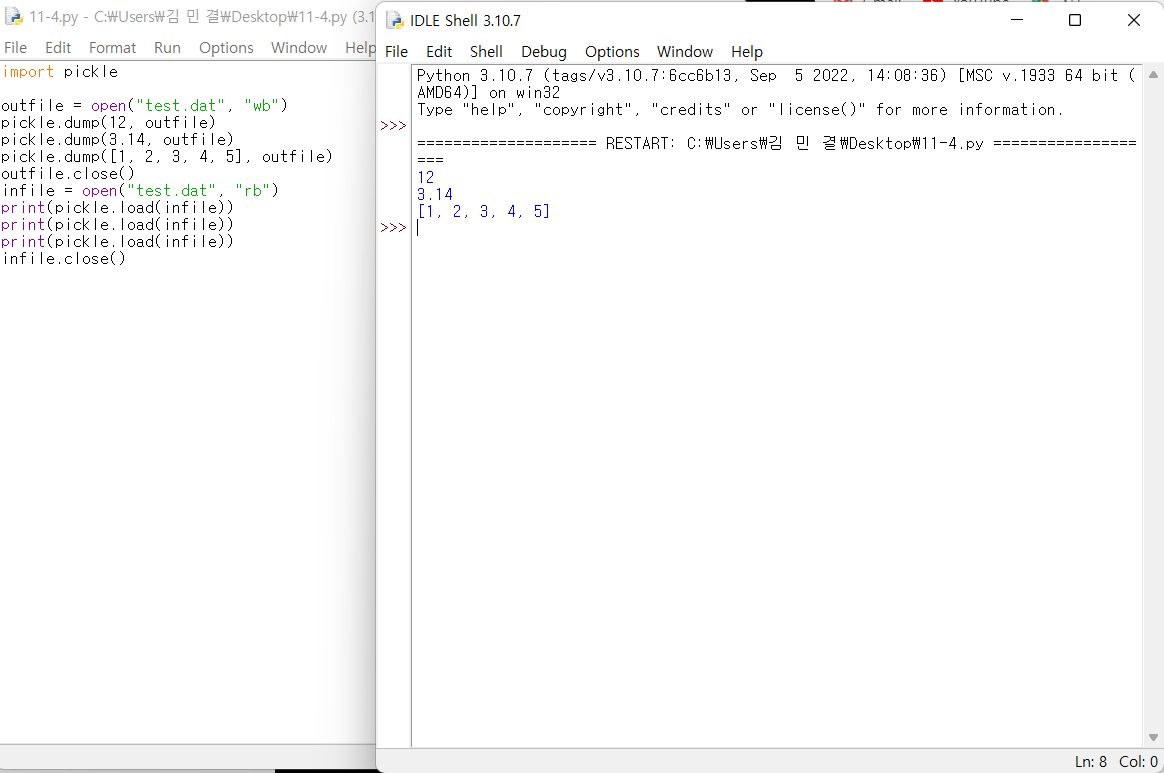 11-4.py - C:₩Users₩김 민 결₩Desktop₩11-4.py (3.1
File Edit Format Run Options Window Help
import pickle
outfile = open("test.dat", "wb")
pickle.dump(12, outfile)
pickle.dump(3.14, outfile)
pickle.dump([1, 2, 3, 4, 5], outfile)
outfile.close()
infile = open("test.dat", "rb")
print(pickle.load(infile))
print(pickle.load(infile))
print(pickle.load(infile))
infile.close()
IDLE Shell 3.10.7
File Edit Shell Debug Options Window Help
Python 3.10.7 (tags/v3.10.7:6cc6b13, Sep  5 2022, 14:08:36) [MSC v.1933 64 bit (
AMD64)] on win32
Type "help", "copyright", "credits" or "license()" for more information.
>>>
==================== RESTART: C:₩Users₩김 민 결₩Desktop₩11-4.py ================
===
12
3.14
[1, 2, 3, 4, 5]
>>>
Ln: 8 Col: 0